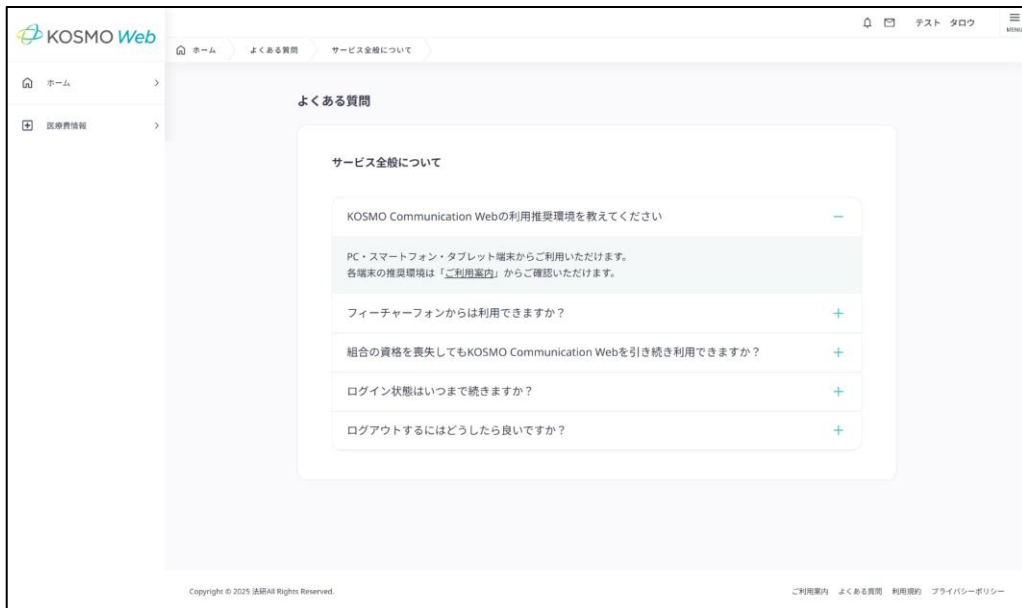 KOSMO Web
テスト タロウ
MENU
ホーム
よくある質問
サービス全般について
ホーム
医療費情報
よくある質問
サービス全般について
KOSMO Communication Webの利用推奨環境を教えてください
PC・スマートフォン・タブレット端末からご利用いただけます。
各端末の推奨環境は「ご利用案内」からご確認いただけます。
フィーチャーフォンからは利用できますか？
組合の資格を喪失してもKOSMO Communication Webを引き続き利用できますか？
ログイン状態はいつまで続きますか？
ログアウトするにはどうしたら良いですか？
Copyright © 2025 法研All Rights Reserved.
ご利用案内 よくある質問 利用規約 プライバシーポリシー